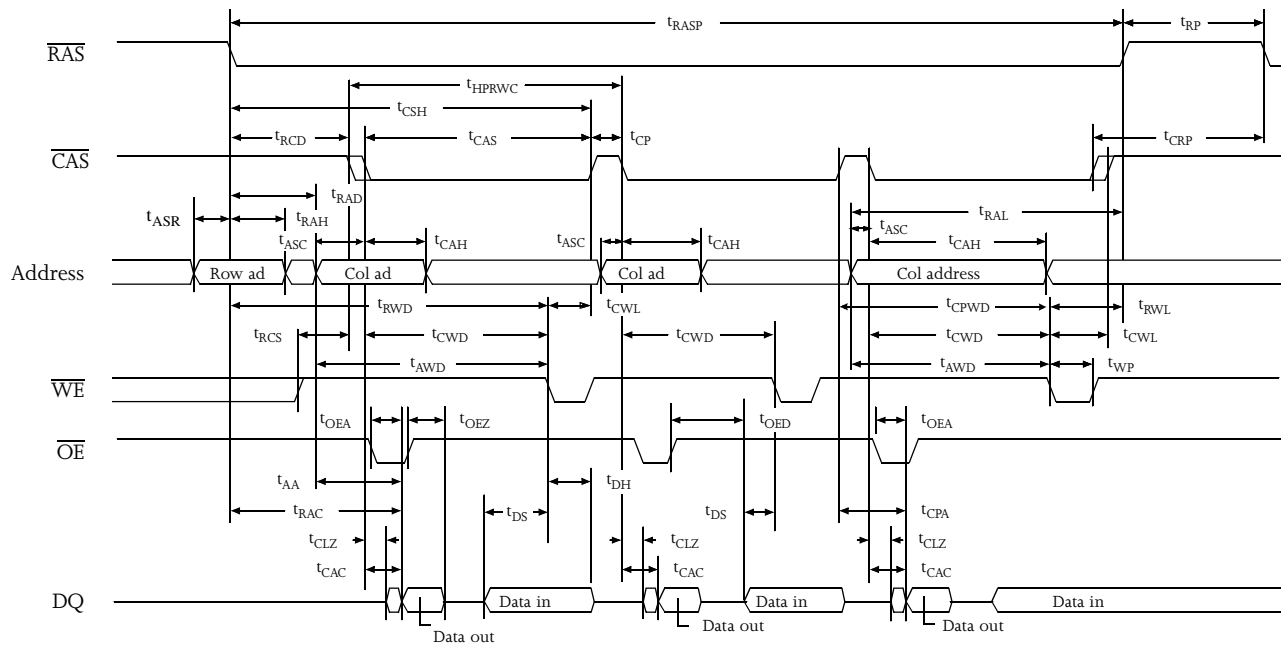 tRASP tRP
RAS
tHPRWC
tCSH
tRCD tCAS tCP tCRP
CAS
tRAD
tASR tRAH tRAL
tASC tCAH tASC tCAH tASC tCAH
Address Row ad Col ad Col ad Col address
tRWD tCWL tCPWD tRWL
tRCS tCWD tCWD tCWD tCWL
tAWD tAWD tWP
WE
tOEA tOEZ tOED tOEA
OE
tAA tDH
tRAC tDS tDS tCPA
tCLZ tCLZ tCLZ
tCAC tCAC tCAC
DQ Data in Data in Data in
Data out Data out Data out